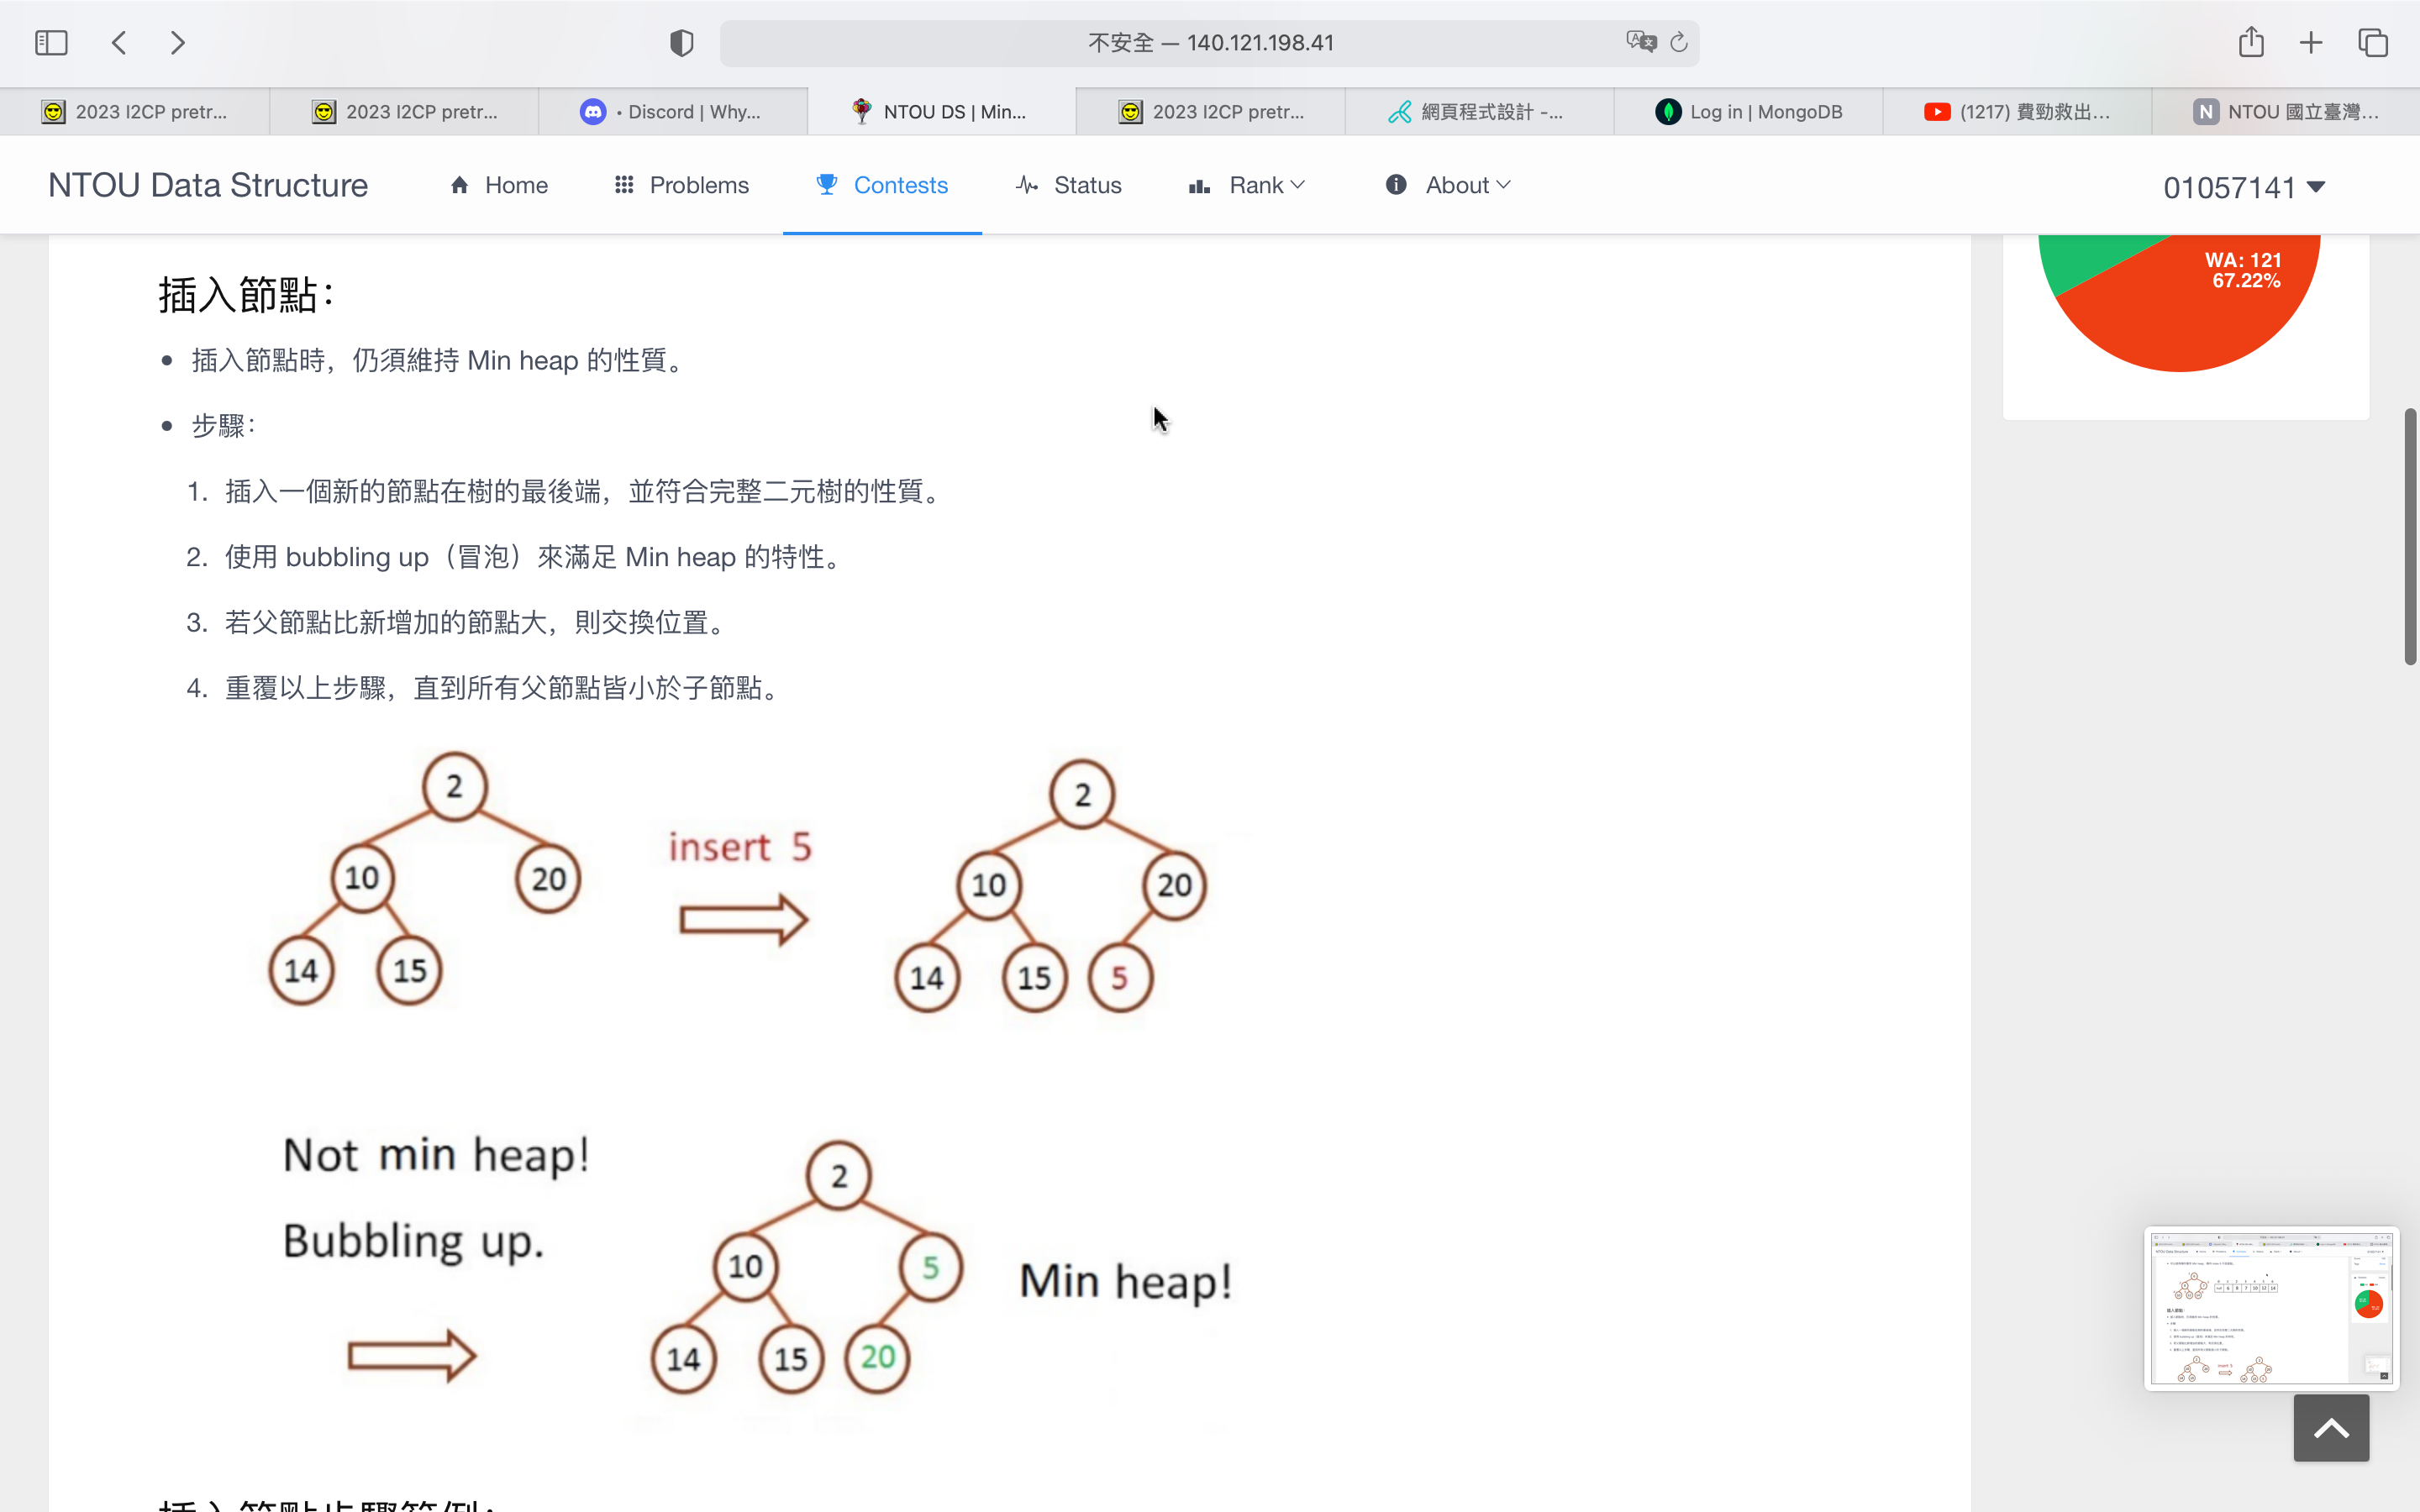 不安全 — 140.121.198.41
2023 I2CP pretr...
2023 I2CP pretr...
• Discord | Why...
NTOU DS | Min...
2023 I2CP pretr...
網頁程式設計 -...
Log in | MongoDB
(1217) 費勁救出...
N NTOU 國立臺灣...
NTOU Data Structure
Home
Problems
Contests
Status
Rank
About
01057141
WA: 121
67.22%
插入節點：
• 插入節點時，仍須維持 Min heap 的性質。
• 步驟：
1. 插入一個新的節點在樹的最後端，並符合完整二元樹的性質。
2. 使用 bubbling up（冒泡）來滿足 Min heap 的特性。
3. 若父節點比新增加的節點大，則交換位置。
4. 重覆以上步驟，直到所有父節點皆小於子節點。
2
10
20
14
15
insert 5
2
10
20
14
15
5
Not min heap!
Bubbling up.
2
10
5
14
15
20
Min heap!
插入節點步驟範例：